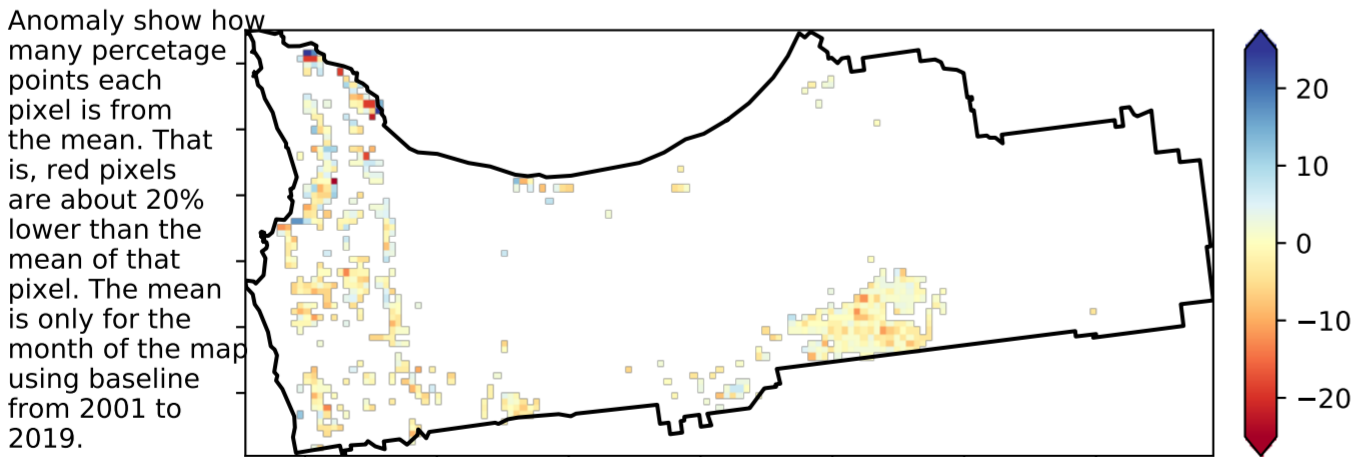 Anomaly show how
many percetage
points each
pixel is from
the mean. That
is, red pixels
are about 20%
lower than the
mean of that
pixel. The mean
is only for the
month of the map
using baseline
from 2001 to
2019.
20
10
0
−10
−20